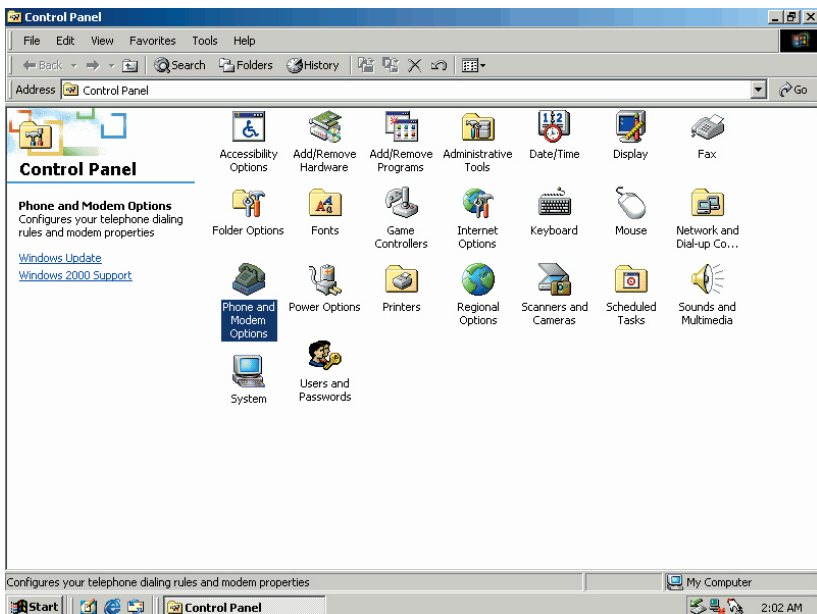 Control Panel
File Edit View Favorites Tools Help
Back Search Folders History
Address Control Panel Go
Control Panel
Phone and Modem Options
Configures your telephone dialing
rules and modem properties
Windows Update
Windows 2000 Support
Accessibility
Options
Add/Remove
Hardware
Add/Remove
Programs
Administrative
Tools
Date/Time
Display
Fax
Folder Options
Fonts
Game
Controllers
Internet
Options
Keyboard
Mouse
Network and
Dial-up Co...
Phone and
Modem
Options
Power Options
Printers
Regional
Options
Scanners and
Cameras
Scheduled
Tasks
Sounds and
Multimedia
System
Users and
Passwords
Configures your telephone dialing rules and modem properties My Computer
Start Control Panel 2:02 AM